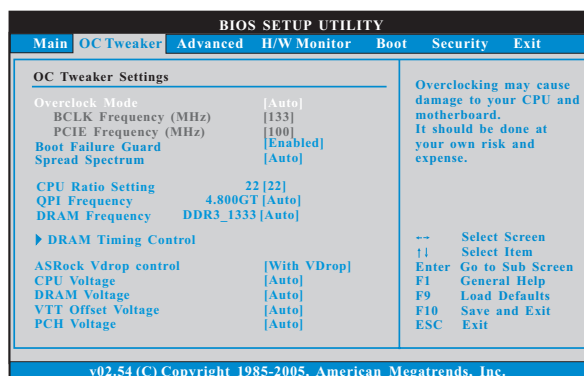 BIOS SETUP UTILITY
Main OC Tweaker Advanced H/W Monitor Boot Security Exit
OC Tweaker Settings
Overclock Mode [Auto]
BCLK Frequency (MHz) [133]
PCIE Frequency (MHz) [100]
Boot Failure Guard [Enabled]
Spread Spectrum [Auto]
CPU Ratio Setting 22 [22]
QPI Frequency 4.800GT [Auto]
DRAM Frequency DDR3_1333 [Auto]
DRAM Timing Control
ASRock Vdrop control [With VDrop]
CPU Voltage [Auto]
DRAM Voltage [Auto]
VTT Offset Voltage [Auto]
PCH Voltage [Auto]
Overclocking may cause
damage to your CPU and
motherboard.
It should be done at
your own risk and
expense.
←→ Select Screen
↑↓ Select Item
Enter Go to Sub Screen
F1 General Help
F9 Load Defaults
F10 Save and Exit
ESC Exit
v02.54 (C) Copyright 1985-2005, American Megatrends, Inc.